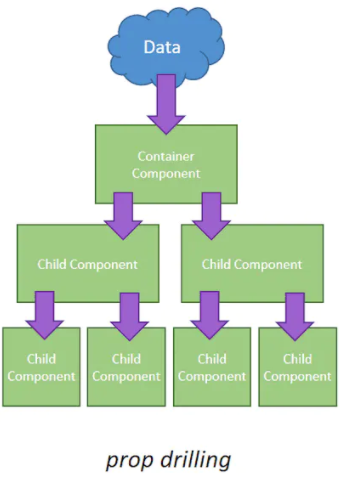 Data
Container
Component
Child Component
Child Component
Child
Component
Child
Component
Child
Component
Child
Component
prop drilling